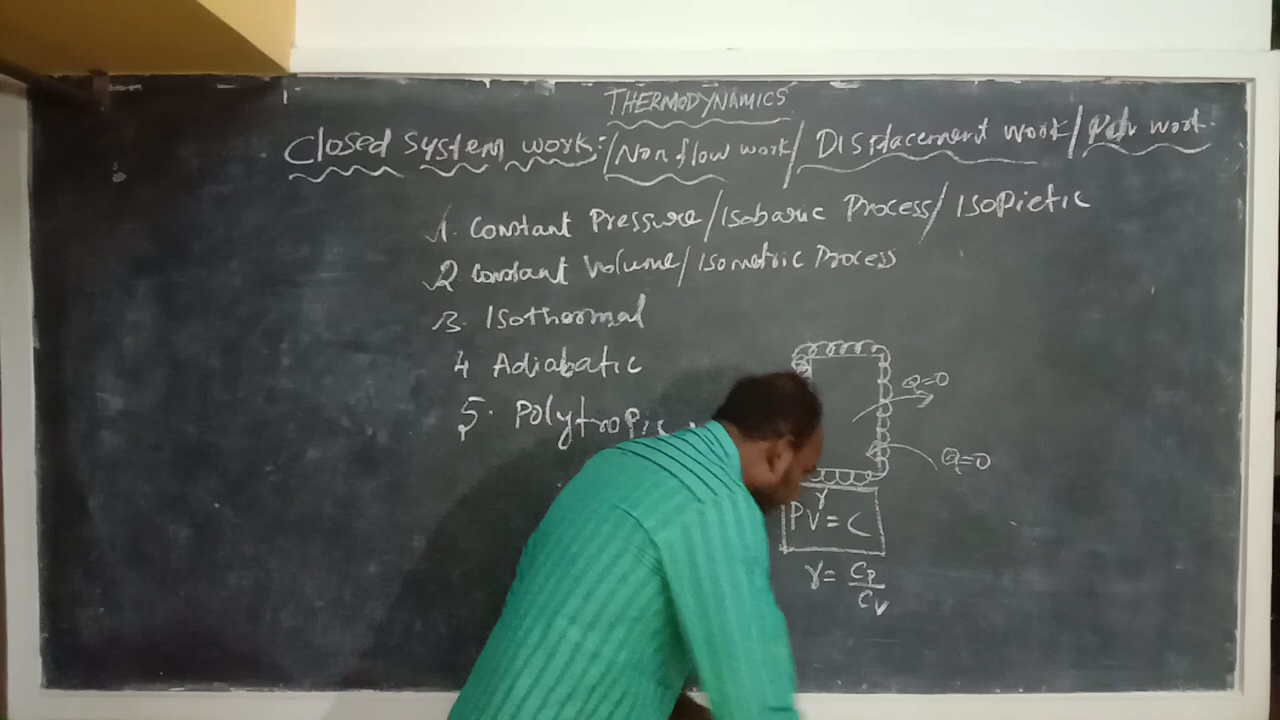 THERMODYNAMICS
Closed System work:/Non flow work/Displacement work/Pdv work.
1. Constant Pressure/Isobaric Process/Isopietic
2. Constant Volume/Isometric Process
3. Isothermal
4 Adiabatic
5. Polytropic
Q=0
Q=0
PV^γ = C
γ = Cp/Cv